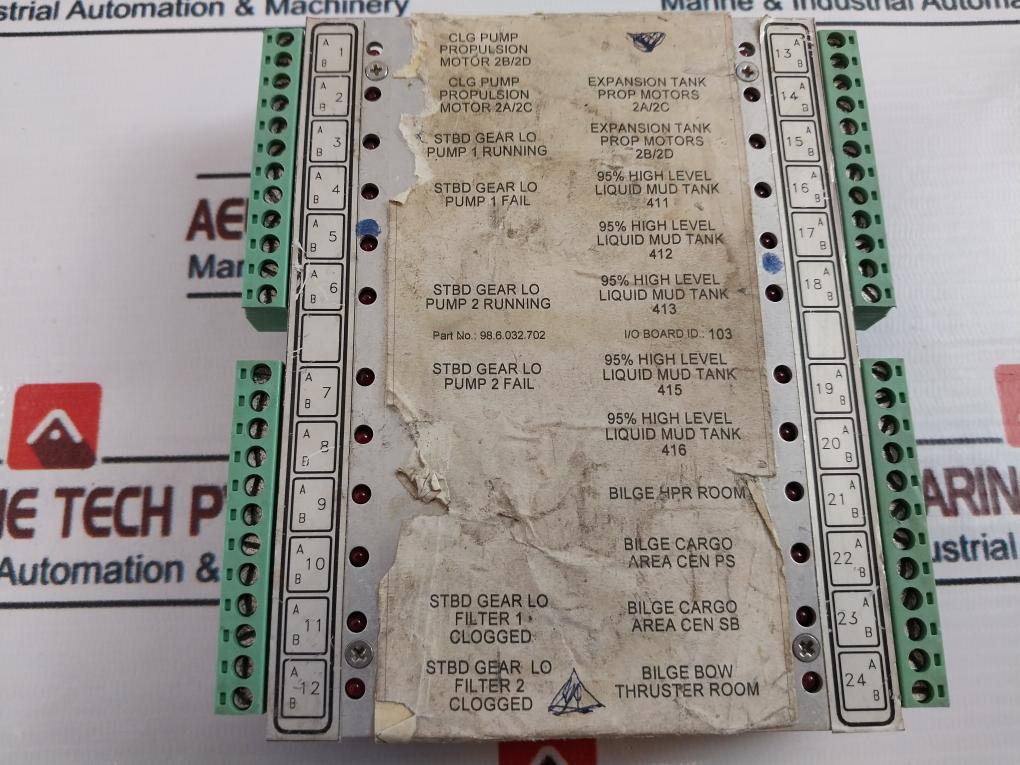 strial Automation & Machinery
Marine & Industrial Automa
AE
Mar
JE TECH P
Automation &
ARIN
ustrial
A 1
A B 2
A B 3
A B 4
A B 5
A B 6
A B 7
A B 8
A B 9
A B 10
A B 11
A B 12
CLG PUMP
PROPULSION
MOTOR 2B/2D
CLG PUMP
PROPULSION
MOTOR 2A/2C
STBD GEAR LO
PUMP 1 RUNNING
STBD GEAR LO
PUMP 1 FAIL
STBD GEAR LO
PUMP 2 RUNNING
Part No.: 98.6.032.702
STBD GEAR LO
PUMP 2 FAIL
STBD GEAR LO
FILTER 1
CLOGGED
STBD GEAR LO
FILTER 2
CLOGGED
EXPANSION TANK
PROP MOTORS
2A/2C
EXPANSION TANK
PROP MOTORS
2B/2D
95% HIGH LEVEL
LIQUID MUD TANK
411
95% HIGH LEVEL
LIQUID MUD TANK
412
95% HIGH LEVEL
LIQUID MUD TANK
413
I/O BOARD ID.: 103
95% HIGH LEVEL
LIQUID MUD TANK
415
95% HIGH LEVEL
LIQUID MUD TANK
416
BILGE HPR ROOM
BILGE CARGO
AREA CEN PS
BILGE CARGO
AREA CEN SB
BILGE BOW
THRUSTER ROOM
13 A B
14 A B
15 A B
16 A B
17 A B
18 A B
19 A B
20 A B
21 A B
22 A B
23 A B
24 A B